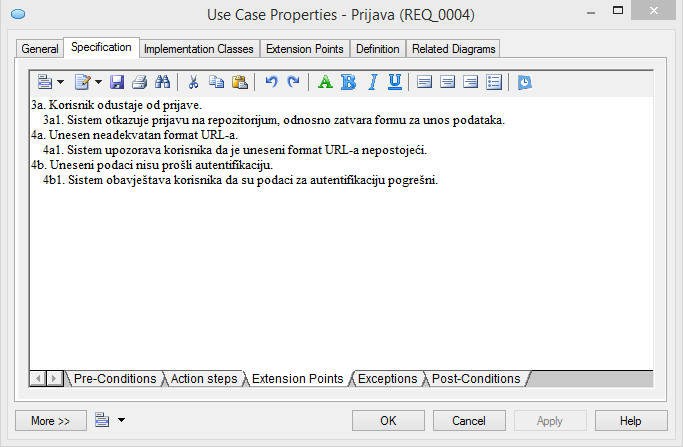 Use Case Properties - Prijava (REQ_0004)
General Specification Implementation Classes Extension Points Definition Related Diagrams
A B I U
3a. Korisnik odustaje od prijave.
3a1. Sistem otkazuje prijavu na repozitorijum, odnosno zatvara formu za unos podataka.
4a. Unesen neadekvatan format URL-a.
4a1. Sistem upozorava korisnika da je uneseni format URL-a nepostojeći.
4b. Uneseni podaci nisu prošli autentifikaciju.
4b1. Sistem obavještava korisnika da su podaci za autentifikaciju pogrešni.
Pre-Conditions Action steps Extension Points Exceptions Post-Conditions
More >> OK Cancel Apply Help